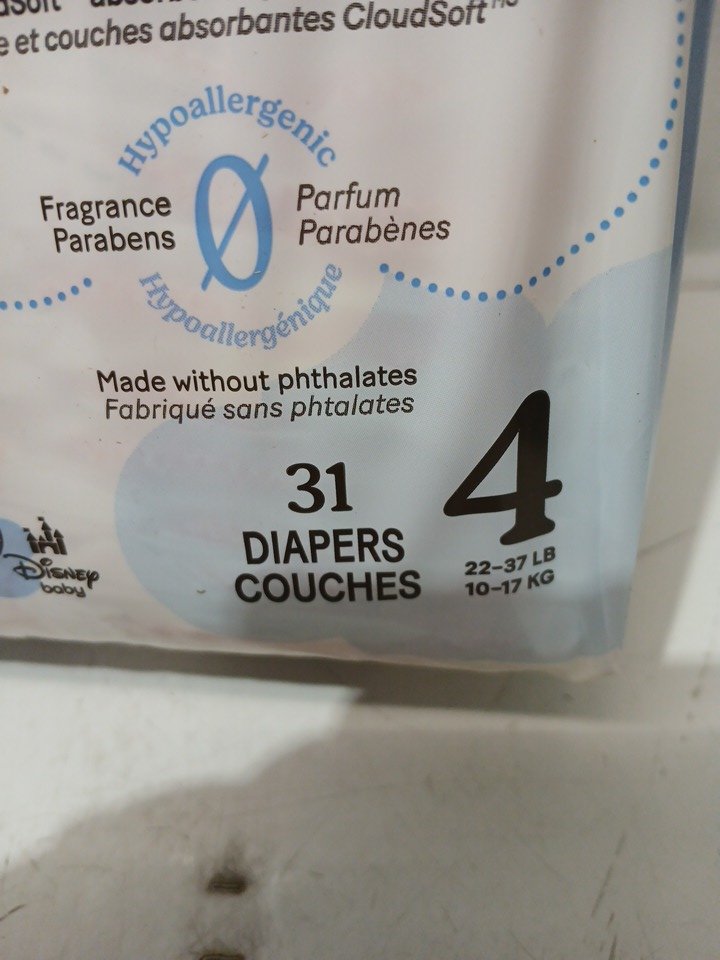 e et couches absorbantes CloudSoft
Hypoallergenic
Fragrance
Parabens
0
Parfum
Parabènes
Hypoallergénique
Made without phthalates
Fabriqué sans phtalates
31
DIAPERS
COUCHES
4
22–37 LB
10–17 KG
Disney
baby